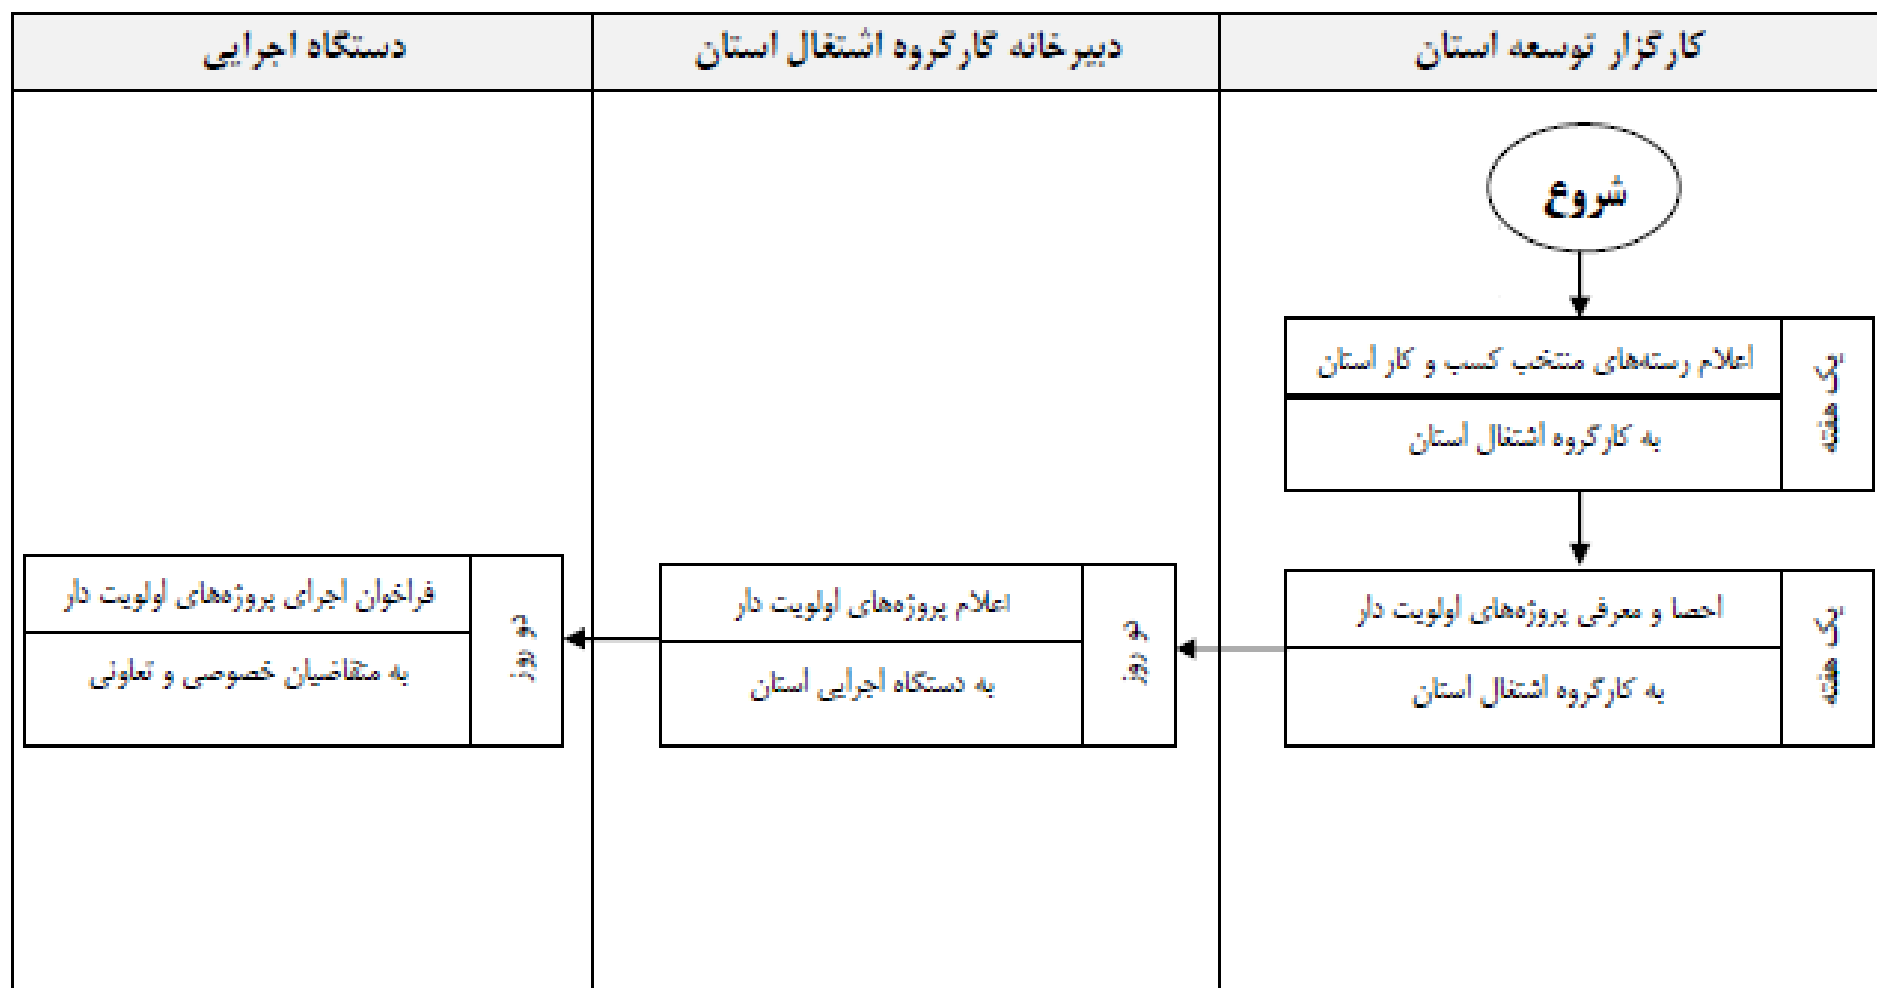 کارگزار توسعه استان
دبیرخانه کارگروه اشتغال استان
دستگاه اجرایی
شروع
اعلام رسته‌های منتخب کسب و کار استان
به کارگروه اشتغال استان
یک هفته
احصا و معرفی پروژه‌های اولویت دار
به کارگروه اشتغال استان
یک هفته
اعلام پروژه‌های اولویت دار
به دستگاه اجرایی استان
دو روز
فراخوان اجرای پروژه‌های اولویت دار
به متقاضیان خصوصی و تعاونی
دو روز